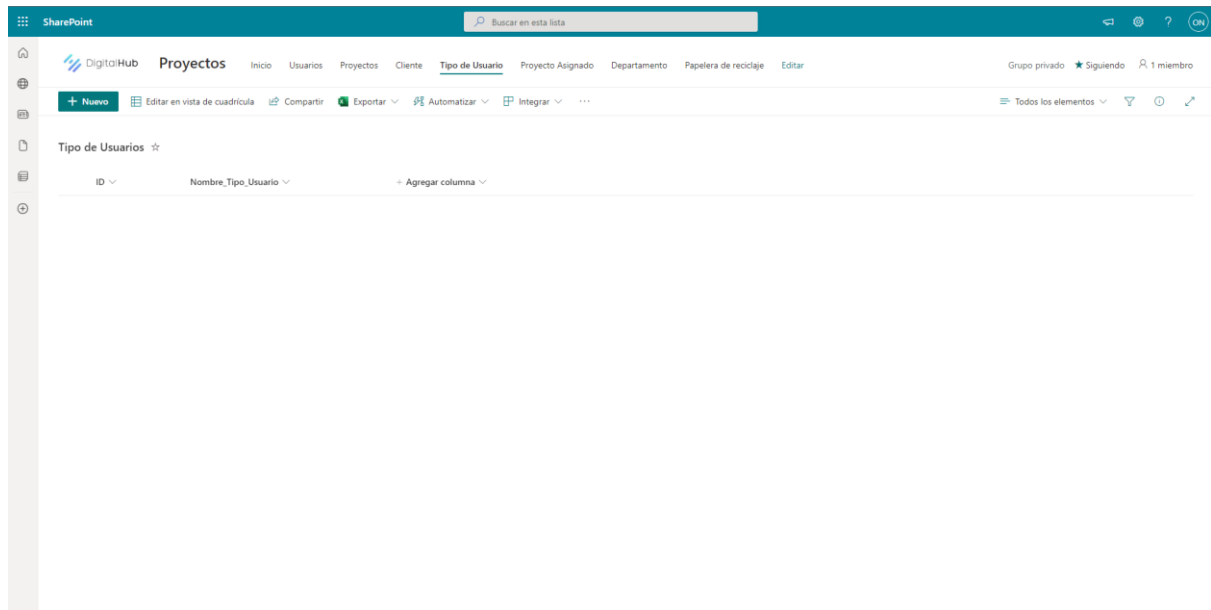 SharePoint Buscar en esta lista ? ON
DigitalHub Proyectos Inicio Usuarios Proyectos Cliente Tipo de Usuario Proyecto Asignado Departamento Papelera de reciclaje Editar Grupo privado ★ Siguiendo 1 miembro
+ Nuevo Editar en vista de cuadrícula Compartir Exportar Automatizar Integrar ··· Todos los elementos
Tipo de Usuarios ☆
ID Nombre_Tipo_Usuario + Agregar columna